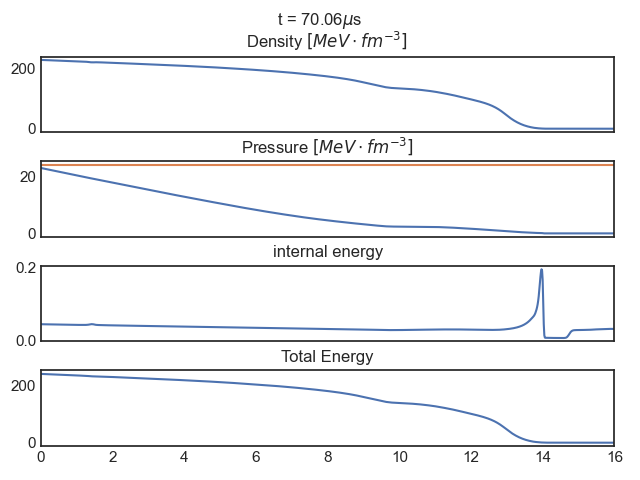 t = 70.06μs
Density [MeV · fm⁻³]
200
0
Pressure [MeV · fm⁻³]
20
0
internal energy
0.2
0.0
Total Energy
200
0
0 2 4 6 8 10 12 14 16